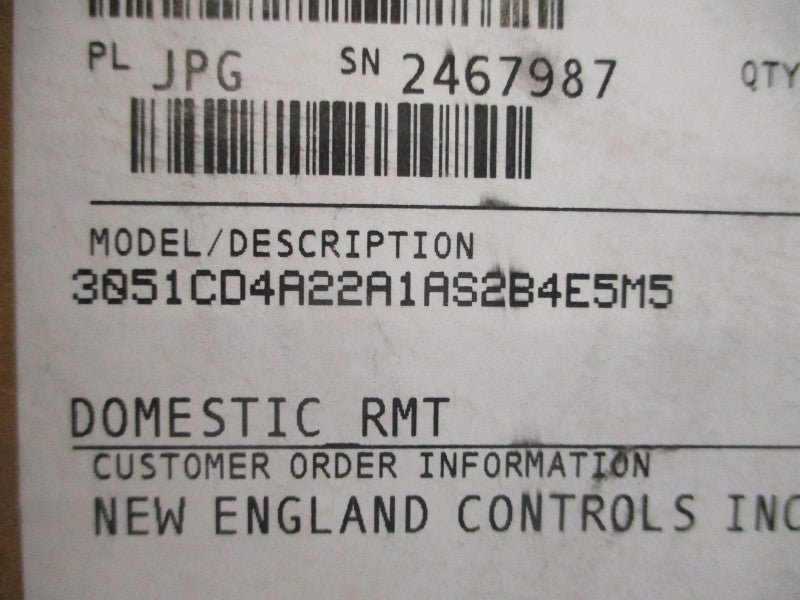 PL JPG SN 2467987 QTY
MODEL/DESCRIPTION
3051CD4A22A1AS2B4E5M5
DOMESTIC RMT
CUSTOMER ORDER INFORMATION
NEW ENGLAND CONTROLS INC